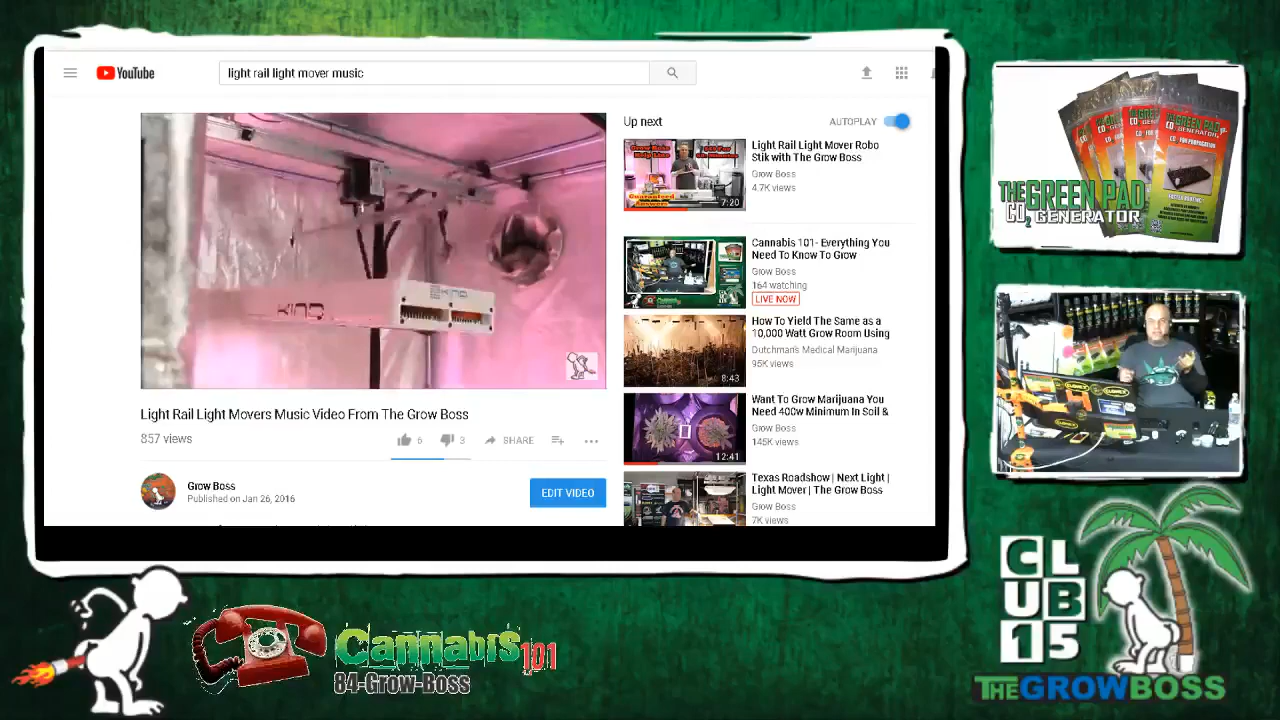 YouTube
light rail light mover music
Up next
AUTOPLAY
KIND
KIND
Light Rail Light Movers Music Video From The Grow Boss
857 views
6
3
SHARE
Grow Boss
Published on Jan 26, 2016
EDIT VIDEO
7:20
Light Rail Light Mover Robo
Stik with The Grow Boss
Grow Boss
4.7K views
Cannabis 101- Everything You
Need To Know To Grow
Grow Boss
164 watching
LIVE NOW
8:43
How To Yield The Same as a
10,000 Watt Grow Room Using
Dutchman's Medical Marijuana
95K views
12:41
Want To Grow Marijuana You
Need 400w Minimum In Soil &
Grow Boss
145K views
Texas Roadshow | Next Light |
Light Mover | The Grow Boss
Grow Boss
7K views
THE GREEN PAD
CO2 GENERATOR
CLUB
15
THEGROWBOSS
Cannabis 101
84-Grow-Boss